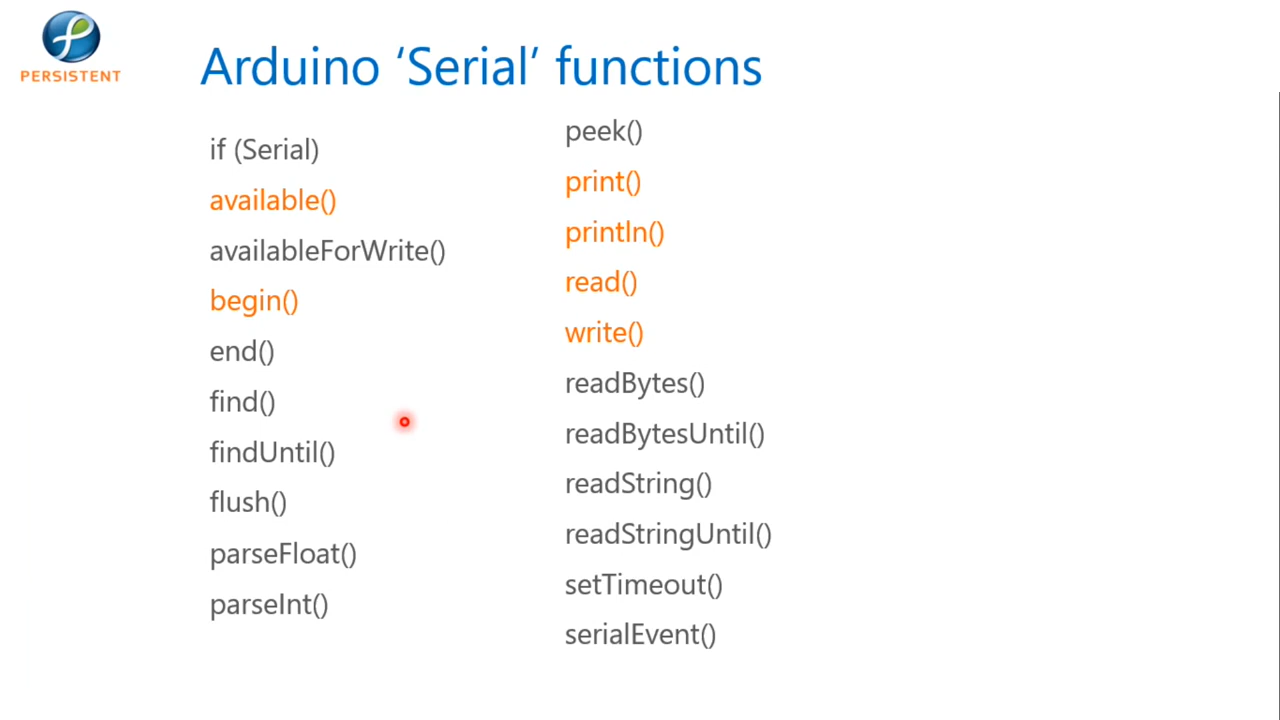 PERSISTENT
Arduino ‘Serial’ functions
if (Serial)
available()
availableForWrite()
begin()
end()
find()
findUntil()
flush()
parseFloat()
parseInt()
peek()
print()
println()
read()
write()
readBytes()
readBytesUntil()
readString()
readStringUntil()
setTimeout()
serialEvent()